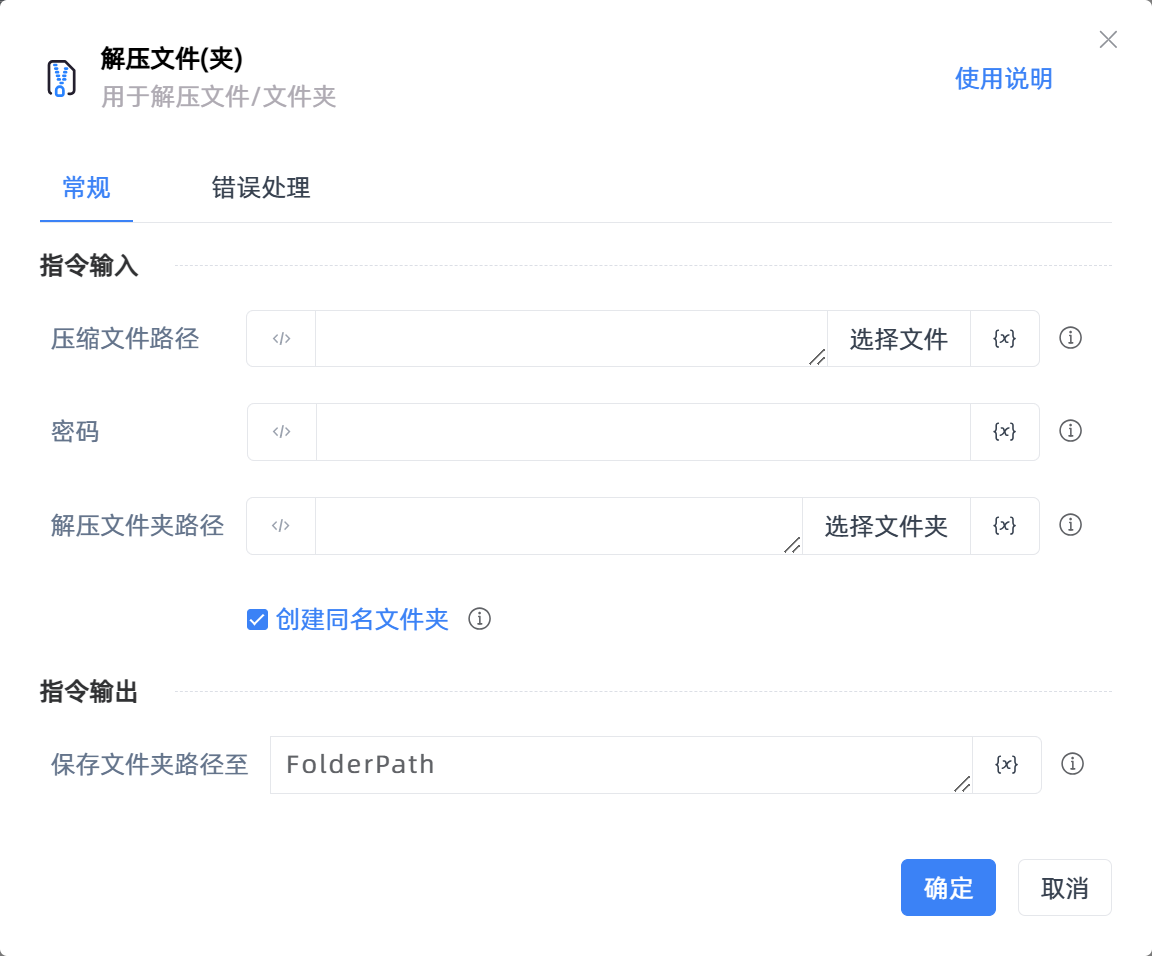 解压文件(夹)
用于解压文件/文件夹
使用说明
常规
错误处理
指令输入
压缩文件路径
</>
选择文件
{x}
密码
</>
{x}
解压文件夹路径
</>
选择文件夹
{x}
创建同名文件夹
指令输出
保存文件夹路径至
FolderPath
{x}
确定
取消